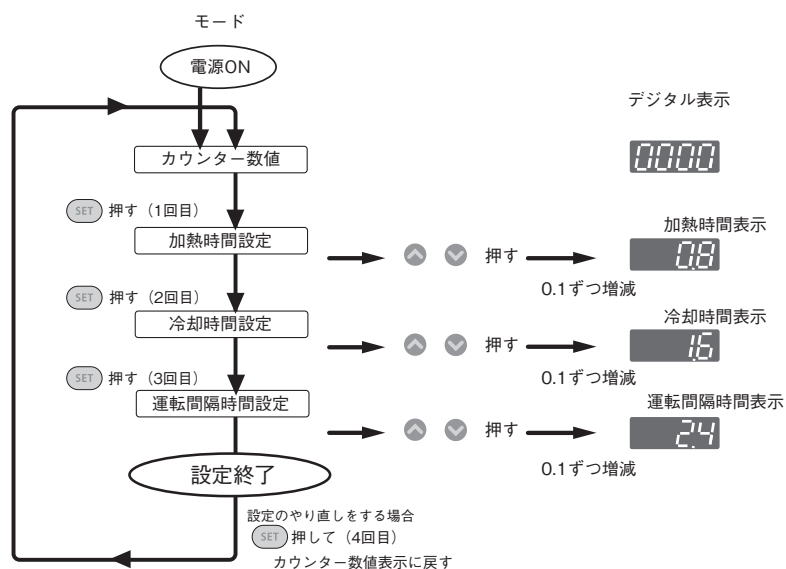 モード
電源ON
デジタル表示
カウンター数値
0000
SET 押す（1回目）
加熱時間表示
加熱時間設定
押す
0.8
0.1ずつ増減
SET 押す（2回目）
冷却時間表示
冷却時間設定
押す
1.6
0.1ずつ増減
SET 押す（3回目）
運転間隔時間表示
運転間隔時間設定
押す
2.4
0.1ずつ増減
設定終了
設定のやり直しをする場合
SET 押して（4回目）
カウンター数値表示に戻す